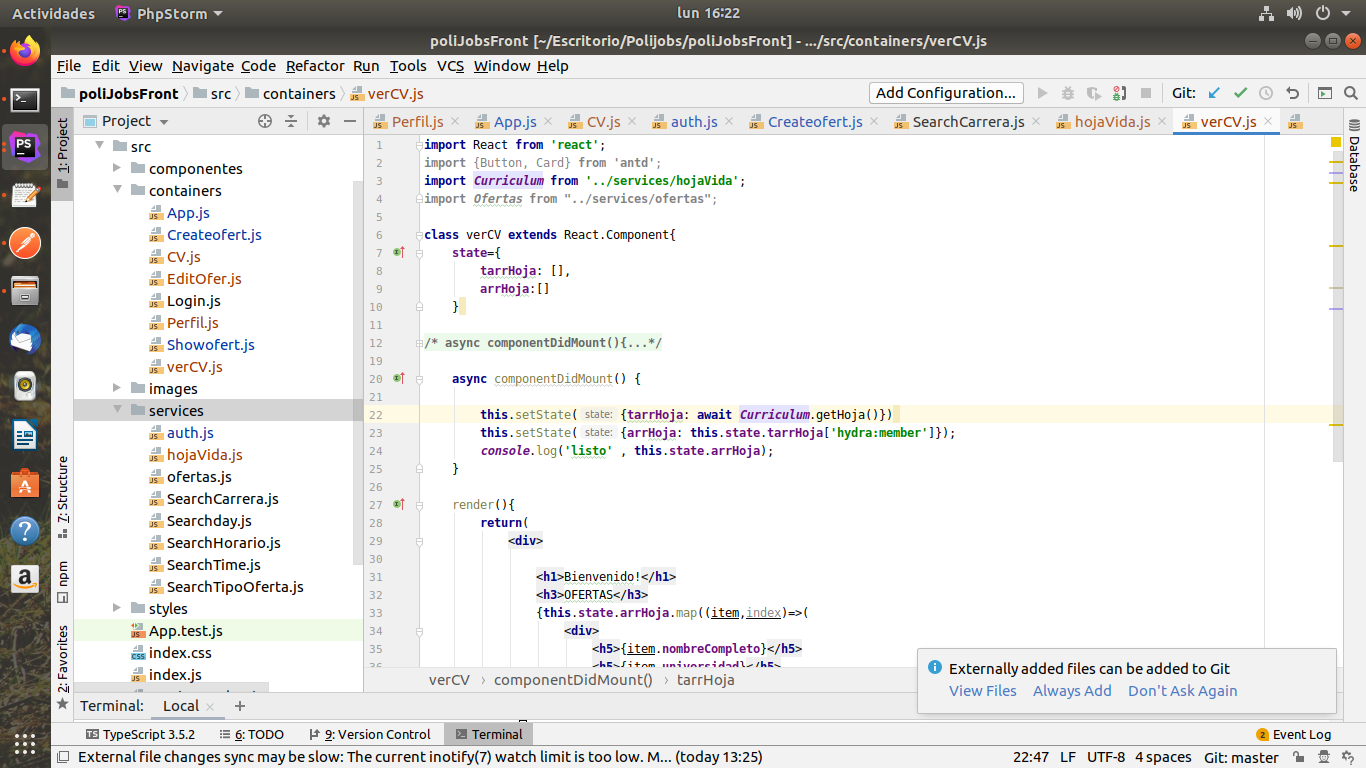 Actividades PhpStorm lun 16:22
poliJobsFront [~/Escritorio/Polijobs/poliJobsFront] - .../src/containers/verCV.js
File Edit View Navigate Code Refactor Run Tools VCS Window Help
poliJobsFront src containers verCV.js Add Configuration... Git:
Project
Perfil.js App.js CV.js auth.js Createofert.js SearchCarrera.js hojaVida.js verCV.js
1: Project
7: Structure
npm
2: Favorites
Database
src
componentes
containers
App.js
Createofert.js
CV.js
EditOfer.js
Login.js
Perfil.js
Showofert.js
verCV.js
images
services
auth.js
hojaVida.js
ofertas.js
SearchCarrera.js
Searchday.js
SearchHorario.js
SearchTime.js
SearchTipoOferta.js
styles
App.test.js
index.css
index.js
1 import React from 'react';
2 import {Button, Card} from 'antd';
3 import Curriculum from '../services/hojaVida';
4 import Ofertas from "../services/ofertas";
5
6 class verCV extends React.Component{
7 state={
8 tarrHoja: [],
9 arrHoja:[]
10 }
11
12 /* async componentDidMount(){...*/
19
20 async componentDidMount() {
21
22 this.setState( state: {tarrHoja: await Curriculum.getHoja()})
23 this.setState( state: {arrHoja: this.state.tarrHoja['hydra:member']});
24 console.log('listo' , this.state.arrHoja);
25 }
26
27 render(){
28 return(
29 <div>
30
31 <h1>Bienvenido!</h1>
32 <h3>OFERTAS</h3>
33 {this.state.arrHoja.map((item,index)=>(
34 <div>
35 <h5>{item.nombreCompleto}</h5>
36 <h5>{item.universidad}</h5>
verCV componentDidMount() tarrHoja
Externally added files can be added to Git
View Files Always Add Don't Ask Again
Terminal: Local +
TypeScript 3.5.2 6: TODO 9: Version Control Terminal 2 Event Log
External file changes sync may be slow: The current inotify(7) watch limit is too low. M... (today 13:25) 22:47 LF UTF-8 4 spaces Git: master